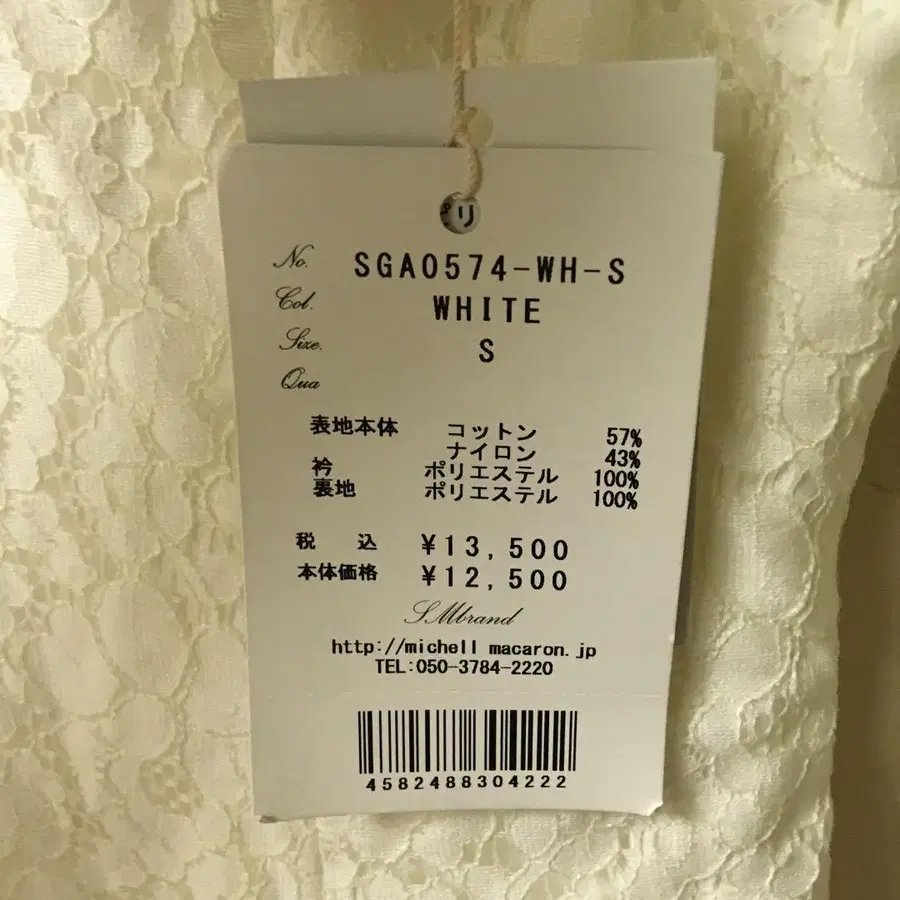 リ
No. SGA0574-WH-S
Col. WHITE
Size. S
Qua
表地本体 コットン 57%
ナイロン 43%
衿 ポリエステル 100%
裏地 ポリエステル 100%
税 込 ¥13,500
本体価格 ¥12,500
SMbrand
http://michell macaron.jp
TEL:050-3784-2220
4582488304222